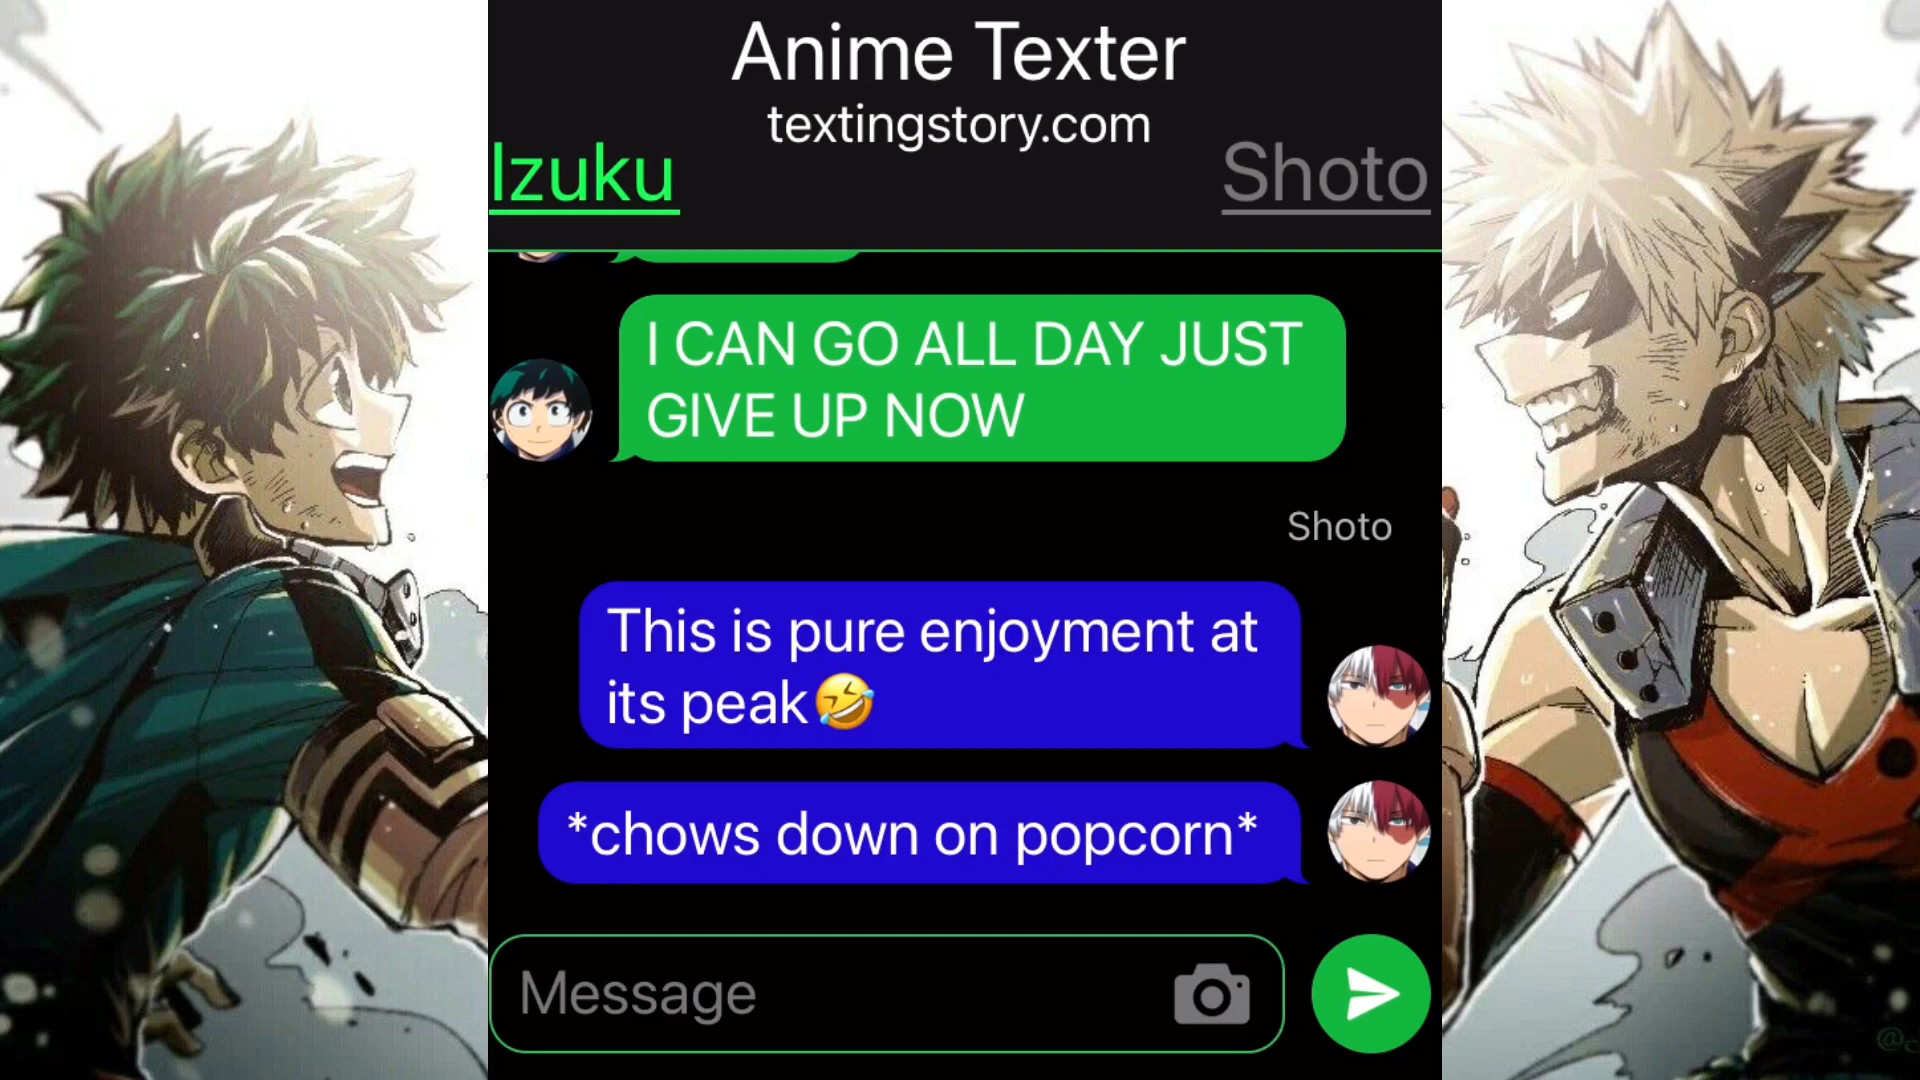 Anime Texter
textingstory.com
Izuku
Shoto
I CAN GO ALL DAY JUST
GIVE UP NOW
Shoto
This is pure enjoyment at
its peak🤣
*chows down on popcorn*
Message